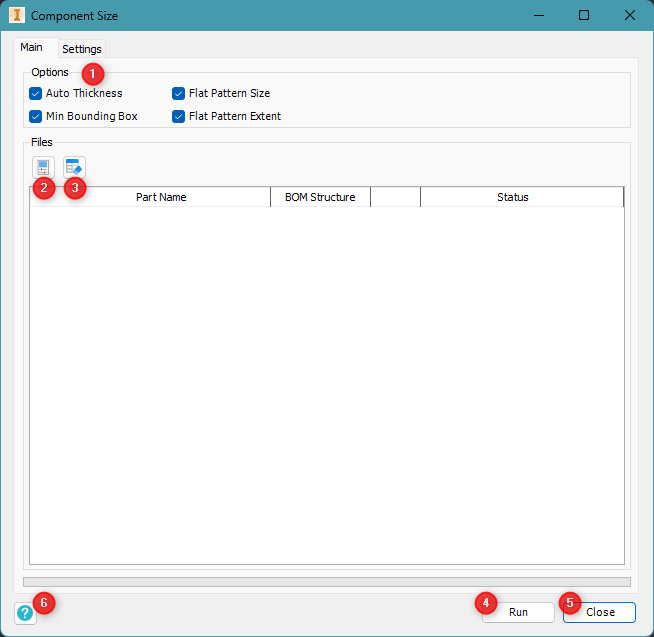 Component Size
Main Settings
Options 1
Auto Thickness Flat Pattern Size
Min Bounding Box Flat Pattern Extent
Files
2 3
Part Name BOM Structure Status
? 6 4 Run 5 Close